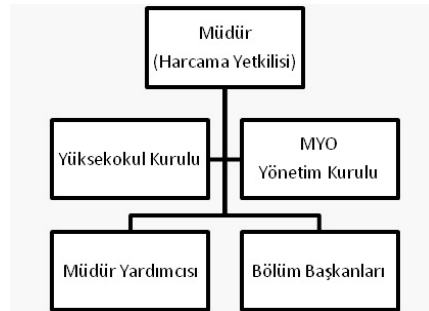 Müdür
(Harcama Yetkilisi)
Yüksekokul Kurulu
MYO
Yönetim Kurulu
Müdür Yardımcısı
Bölüm Başkanları